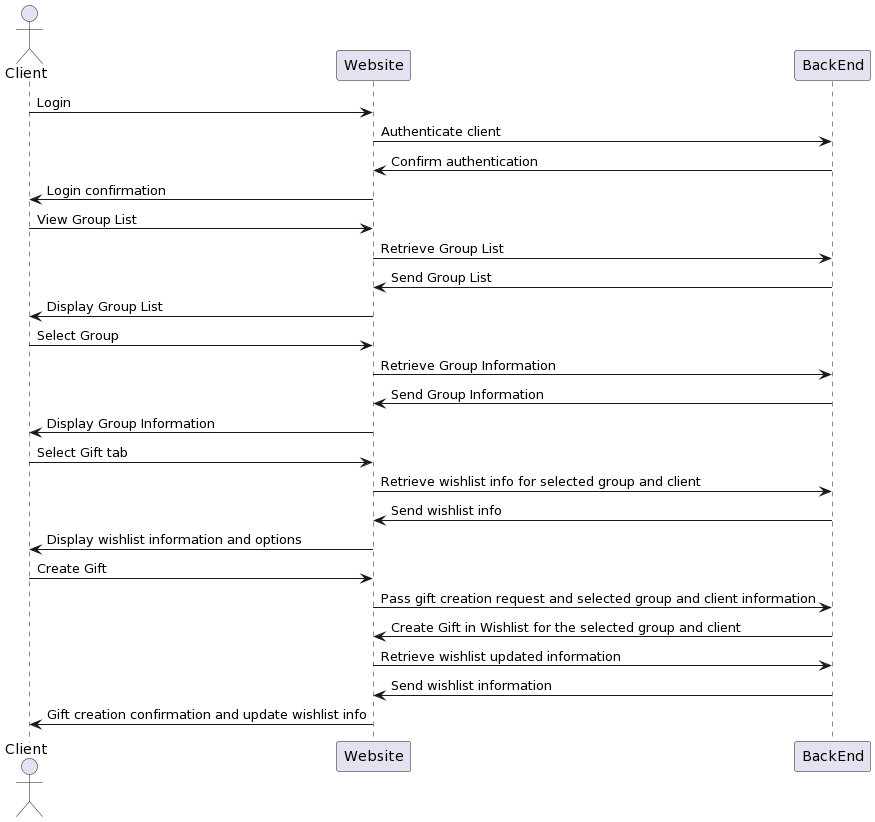 Client
Website
BackEnd
Login
Authenticate client
Confirm authentication
Login confirmation
View Group List
Retrieve Group List
Send Group List
Display Group List
Select Group
Retrieve Group Information
Send Group Information
Display Group Information
Select Gift tab
Retrieve wishlist info for selected group and client
Send wishlist info
Display wishlist information and options
Create Gift
Pass gift creation request and selected group and client information
Create Gift in Wishlist for the selected group and client
Retrieve wishlist updated information
Send wishlist information
Gift creation confirmation and update wishlist info
Client
Website
BackEnd